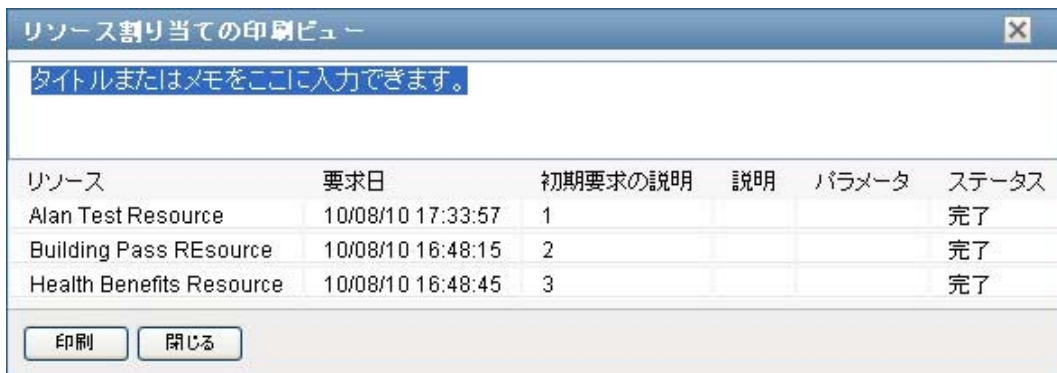 リソース割り当ての印刷ビュー
タイトルまたはメモをここに入力できます。
リソース 要求日 初期要求の説明 説明 パラメータ ステータス
Alan Test Resource 10/08/10 17:33:57 1 完了
Building Pass REsource 10/08/10 16:48:15 2 完了
Health Benefits Resource 10/08/10 16:48:45 3 完了
印刷 閉じる